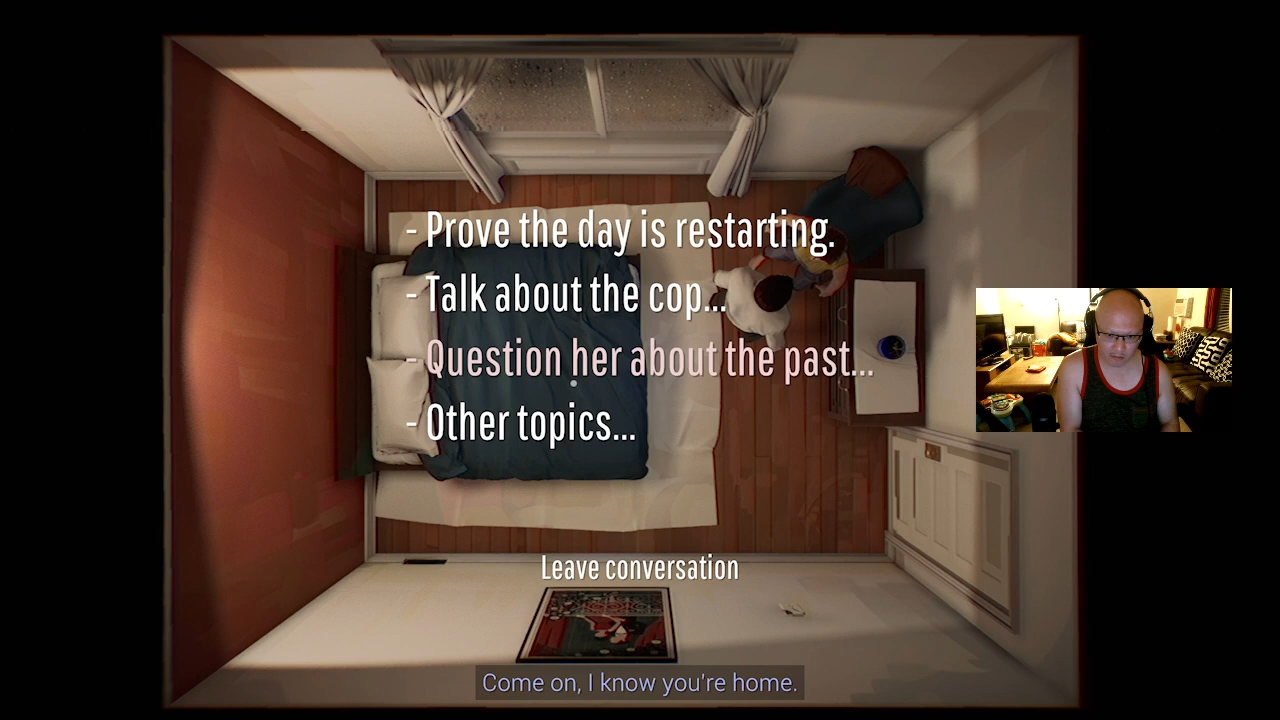 - Prove the day is restarting.
- Talk about the cop...
- Question her about the past...
- Other topics...
Leave conversation
Come on, I know you're home.